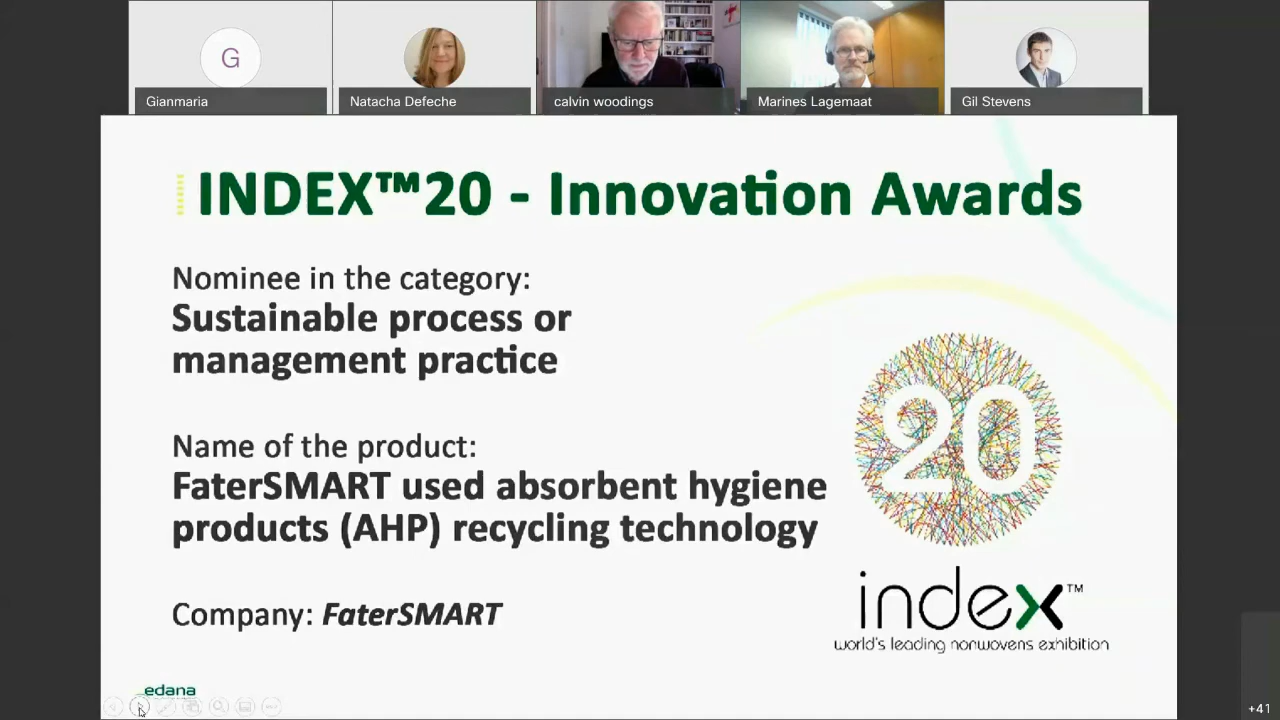 G
Gianmaria
Natacha Defeche
calvin woodings
Marines Lagemaat
Gil Stevens
INDEX™20 - Innovation Awards
Nominee in the category:
Sustainable process or
management practice
Name of the product:
FaterSMART used absorbent hygiene
products (AHP) recycling technology
Company: FaterSMART
20
index™
world's leading nonwovens exhibition
edana
+41